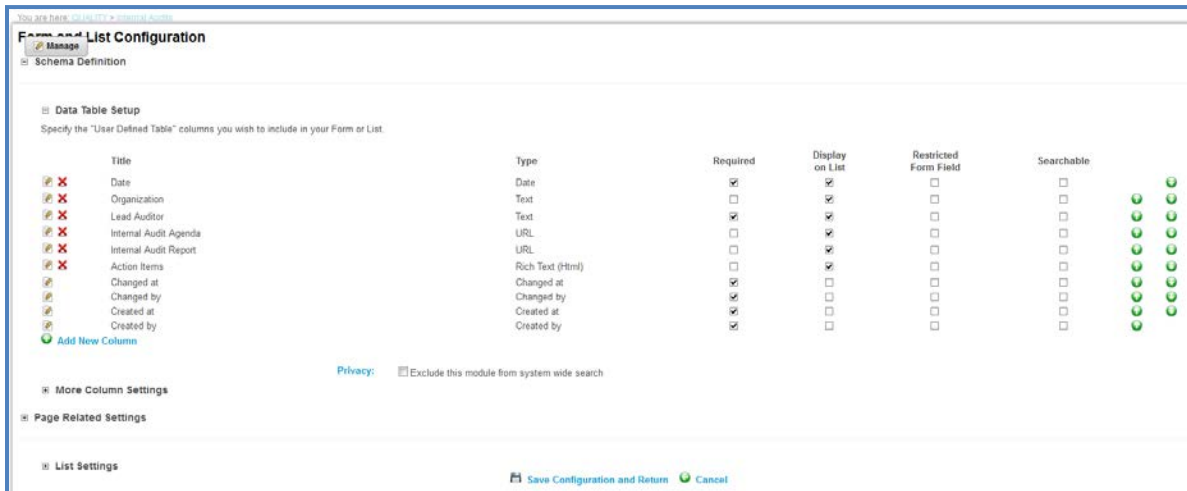 You are here: QUALITY > Internal Audits
Form and List Configuration
Manage
Schema Definition
Data Table Setup
Specify the "User Defined Table" columns you wish to include in your Form or List.
Title Type Required Display on List Restricted Form Field Searchable
Date Date
Organization Text
Lead Auditor Text
Internal Audit Agenda URL
Internal Audit Report URL
Action Items Rich Text (Html)
Changed at Changed at
Changed by Changed by
Created at Created at
Created by Created by
Add New Column
Privacy: Exclude this module from system wide search
More Column Settings
Page Related Settings
List Settings
Save Configuration and Return Cancel